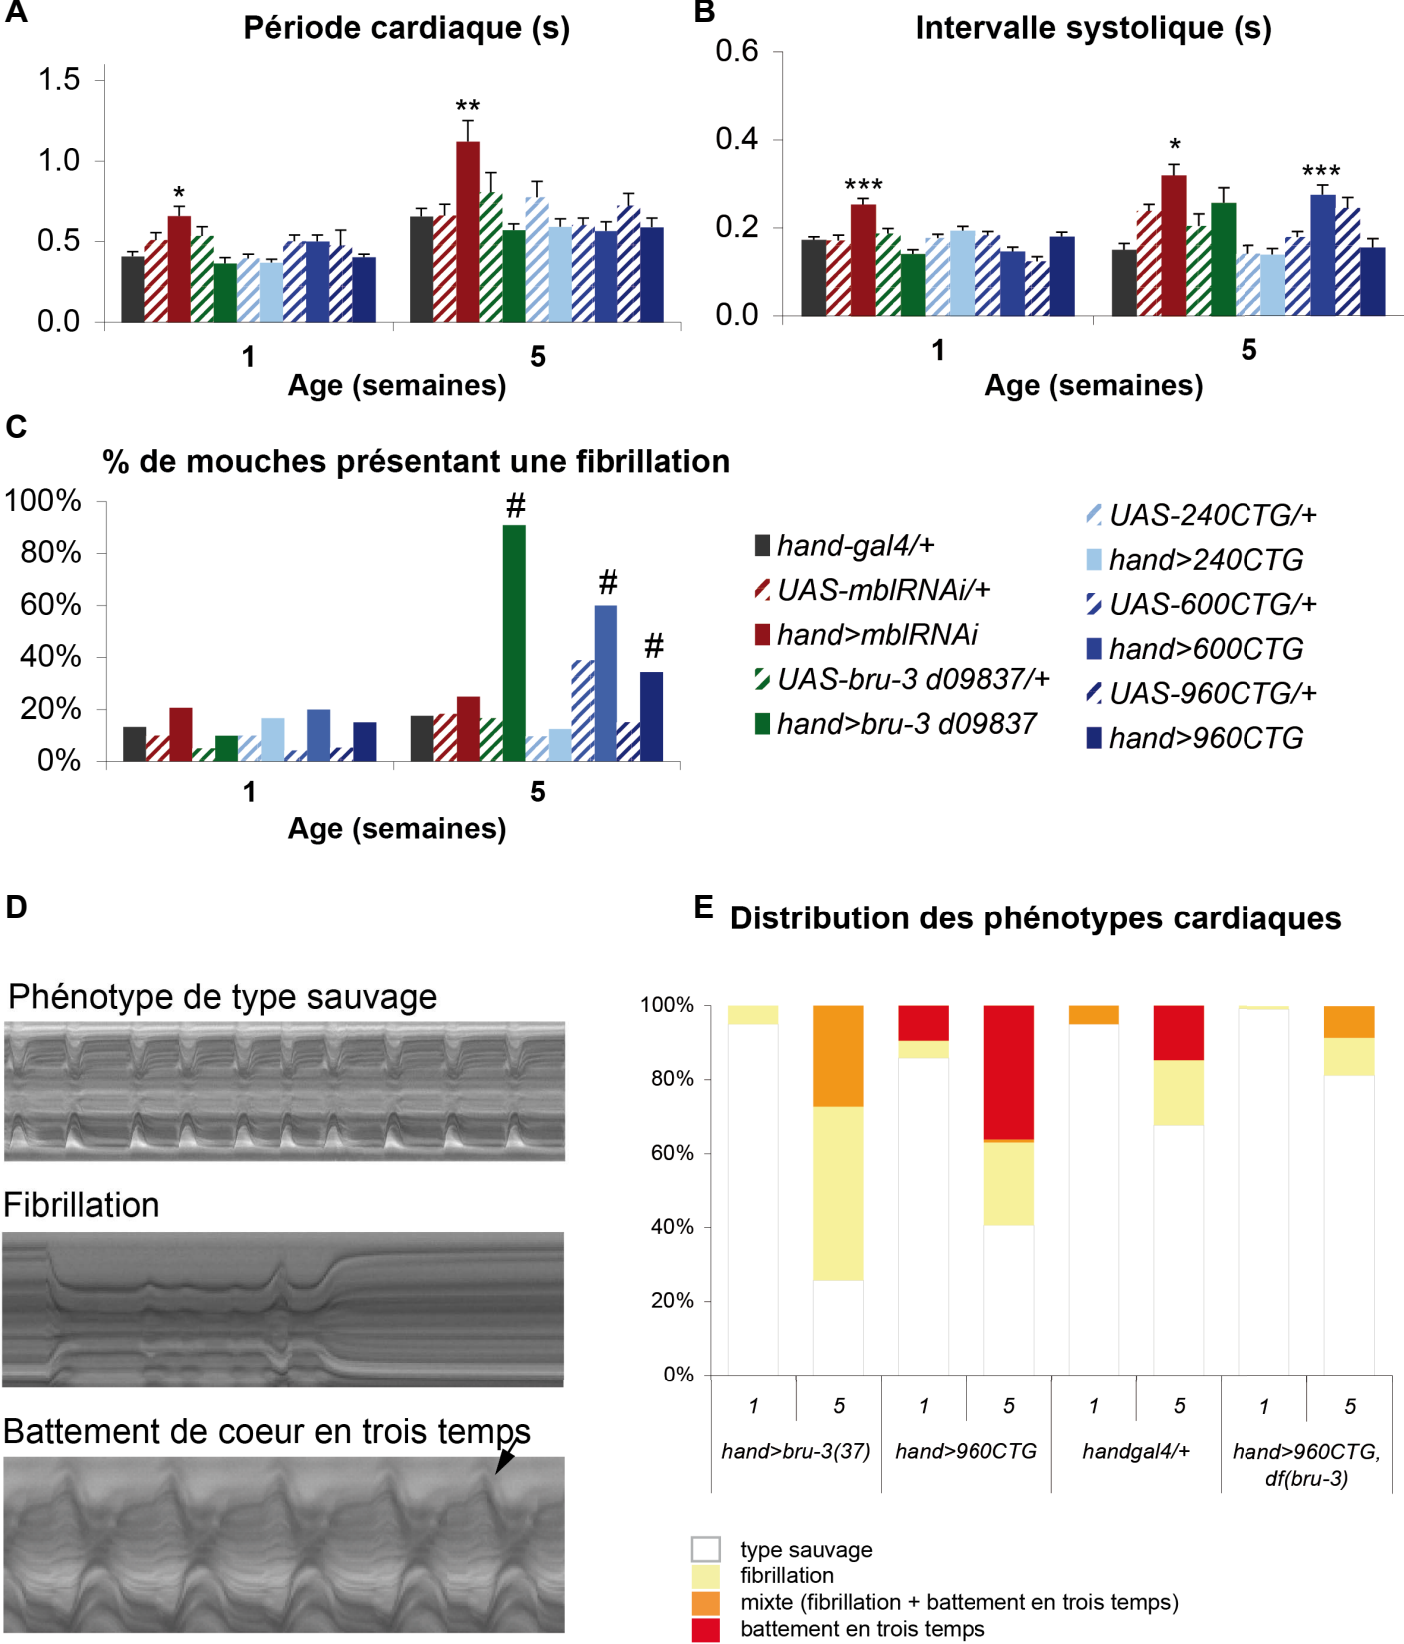 A
Période cardiaque (s)
1.5
1.0
0.5
0.0
*
**
1
5
Age (semaines)
B
Intervalle systolique (s)
0.6
0.4
0.2
0.0
***
*
***
1
5
Age (semaines)
C
% de mouches présentant une fibrillation
100%
80%
60%
40%
20%
0%
#
#
#
1
5
Age (semaines)
hand-gal4/+
UAS-mblRNAi/+
hand>mblRNAi
UAS-bru-3 d09837/+
hand>bru-3 d09837
UAS-240CTG/+
hand>240CTG
UAS-600CTG/+
hand>600CTG
UAS-960CTG/+
hand>960CTG
D
Phénotype de type sauvage
Fibrillation
Battement de coeur en trois temps
E
Distribution des phénotypes cardiaques
100%
80%
60%
40%
20%
0%
1
5
1
5
1
5
1
5
hand>bru-3(37)
hand>960CTG
handgal4/+
hand>960CTG,
df(bru-3)
type sauvage
fibrillation
mixte (fibrillation + battement en trois temps)
battement en trois temps